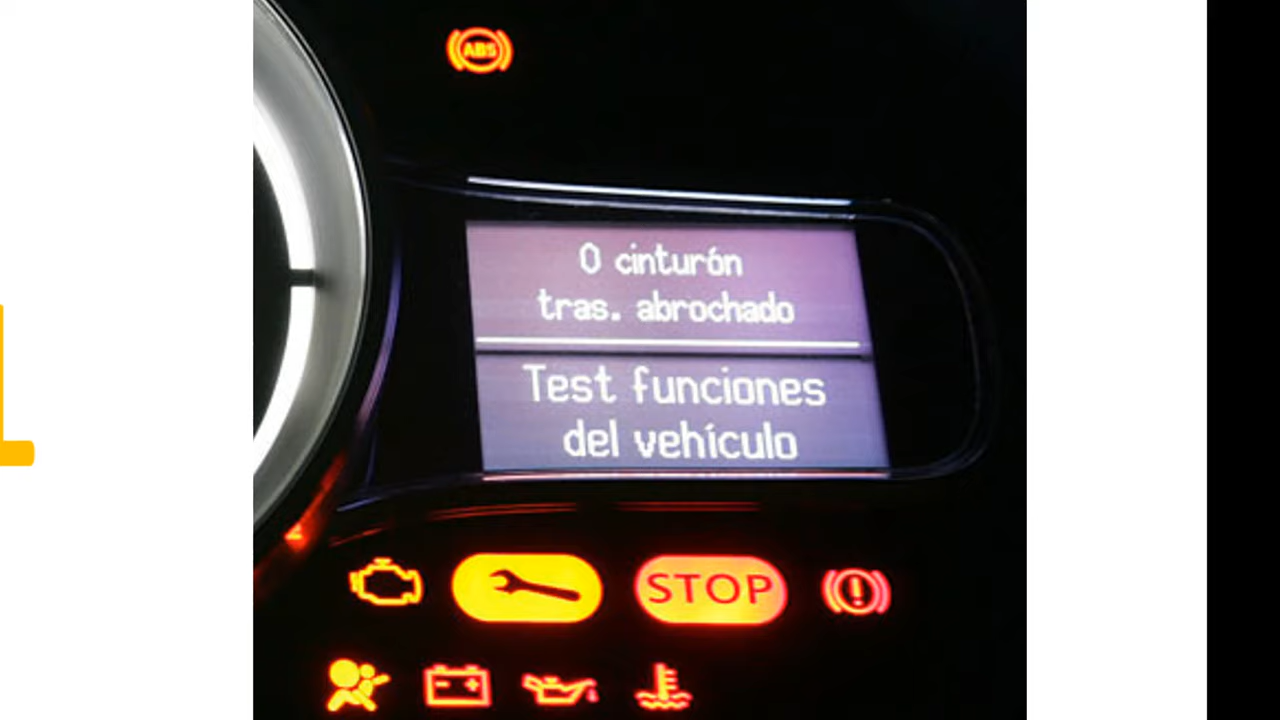 ABS
0 cinturón
tras. abrochado
Test funciones
del vehículo
STOP